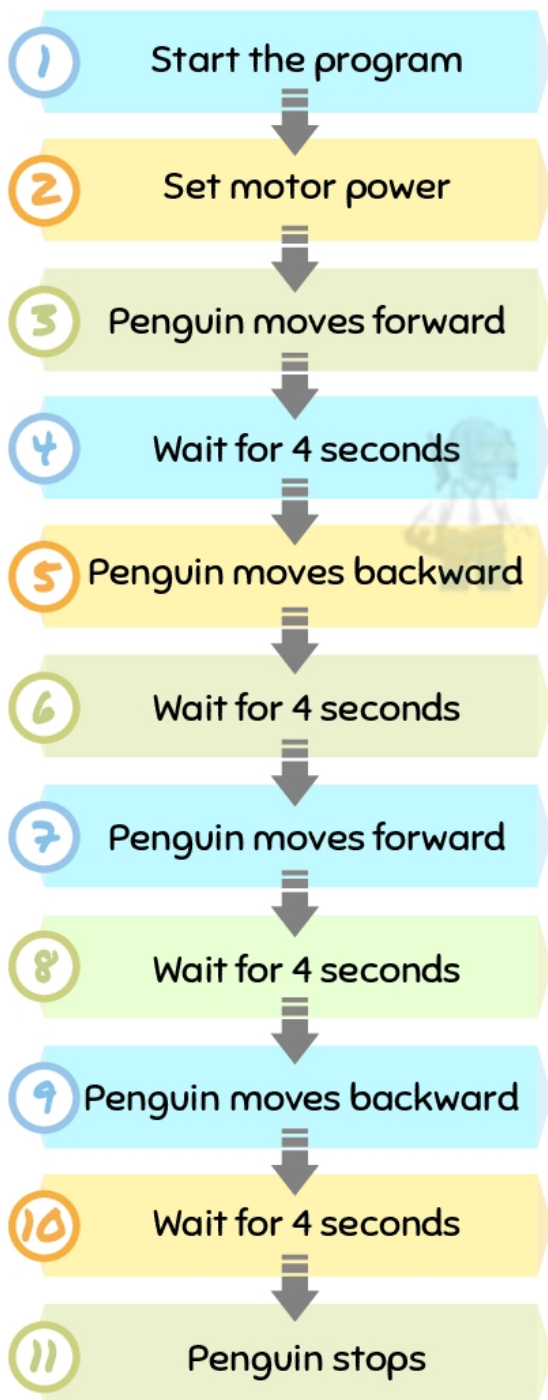 1
Start the program
2
Set motor power
3
Penguin moves forward
4
Wait for 4 seconds
5
Penguin moves backward
6
Wait for 4 seconds
7
Penguin moves forward
8
Wait for 4 seconds
9
Penguin moves backward
10
Wait for 4 seconds
11
Penguin stops